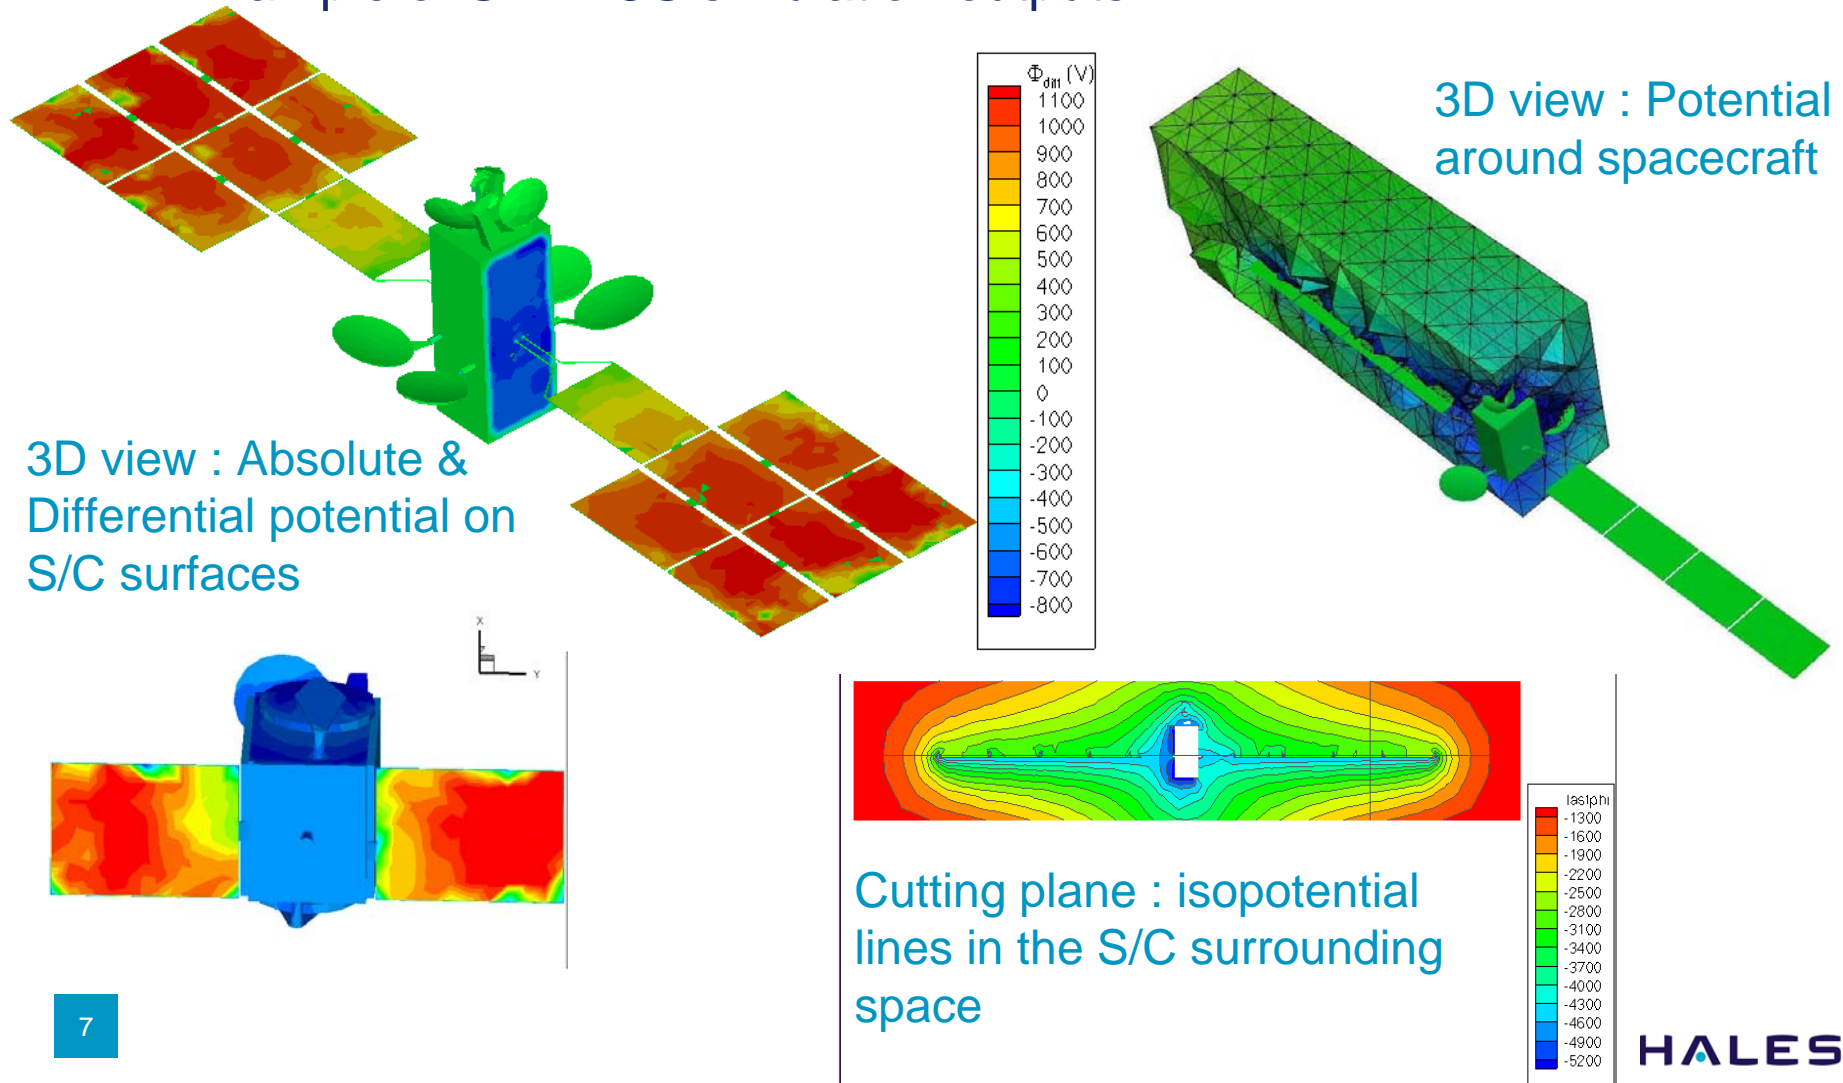 3D view : Potential
around spacecraft
Φdiff (V)
1100
1000
900
800
700
600
500
400
300
200
100
0
-100
-200
-300
-400
-500
-600
-700
-800
3D view : Absolute &
Differential potential on
S/C surfaces
X
Z
Y
lastphi
-1300
-1600
-1900
-2200
-2500
-2800
-3100
-3400
-3700
-4000
-4300
-4600
-4900
-5200
Cutting plane : isopotential
lines in the S/C surrounding
space
7
HALES